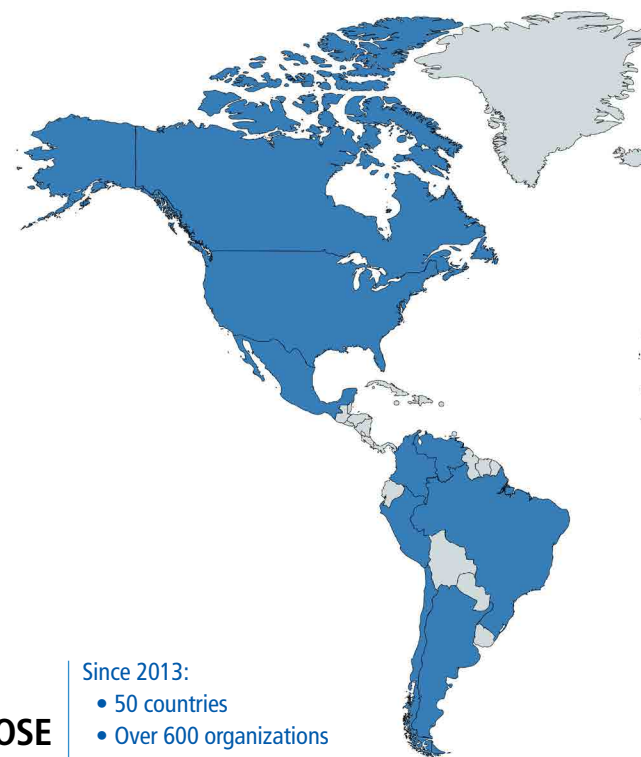 Since 2013:
• 50 countries
OSE
• Over 600 organizations